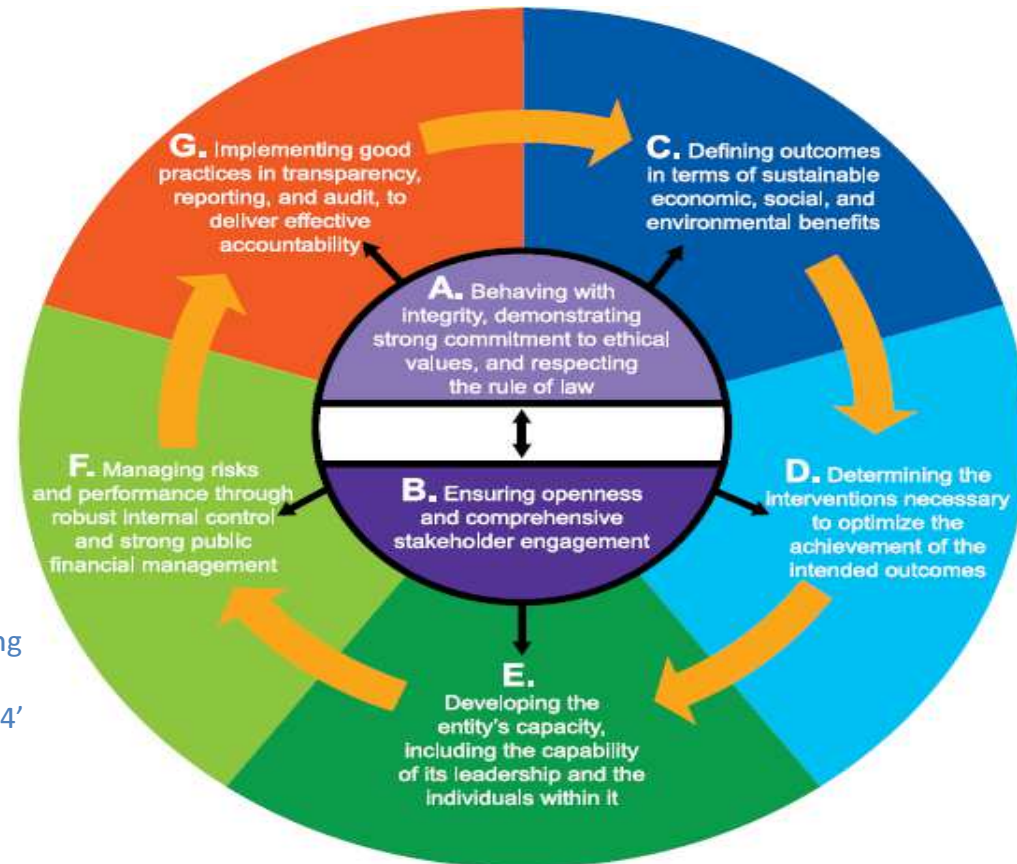 G. Implementing good
practices in transparency,
reporting, and audit, to
deliver effective
accountability
C. Defining outcomes
in terms of sustainable
economic, social, and
environmental benefits
A. Behaving with
integrity, demonstrating
strong commitment to ethical
values, and respecting
the rule of law
F. Managing risks
and performance through
robust internal control
and strong public
financial management
B. Ensuring openness
and comprehensive
stakeholder engagement
D. Determining the
interventions necessary
to optimize the
achievement of the
intended outcomes
E.
Developing the
entity's capacity,
including the capability
of its leadership and the
individuals within it
4’